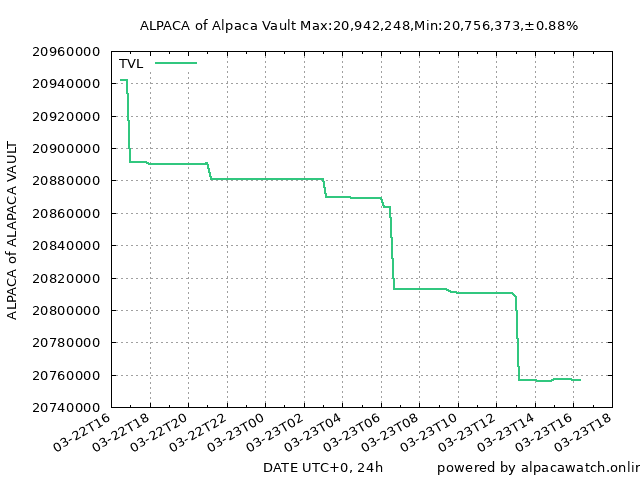 ALPACA of Alpaca Vault Max:20,942,248,Min:20,756,373,±0.88%
TVL
ALPACA of ALAPACA VAULT
20960000
20940000
20920000
20900000
20880000
20860000
20840000
20820000
20800000
20780000
20760000
20740000
03-22T16
03-22T18
03-22T20
03-22T22
03-23T00
03-23T02
03-23T04
03-23T06
03-23T08
03-23T10
03-23T12
03-23T14
03-23T16
03-23T18
DATE UTC+0, 24h
powered by alpacawatch.onlin